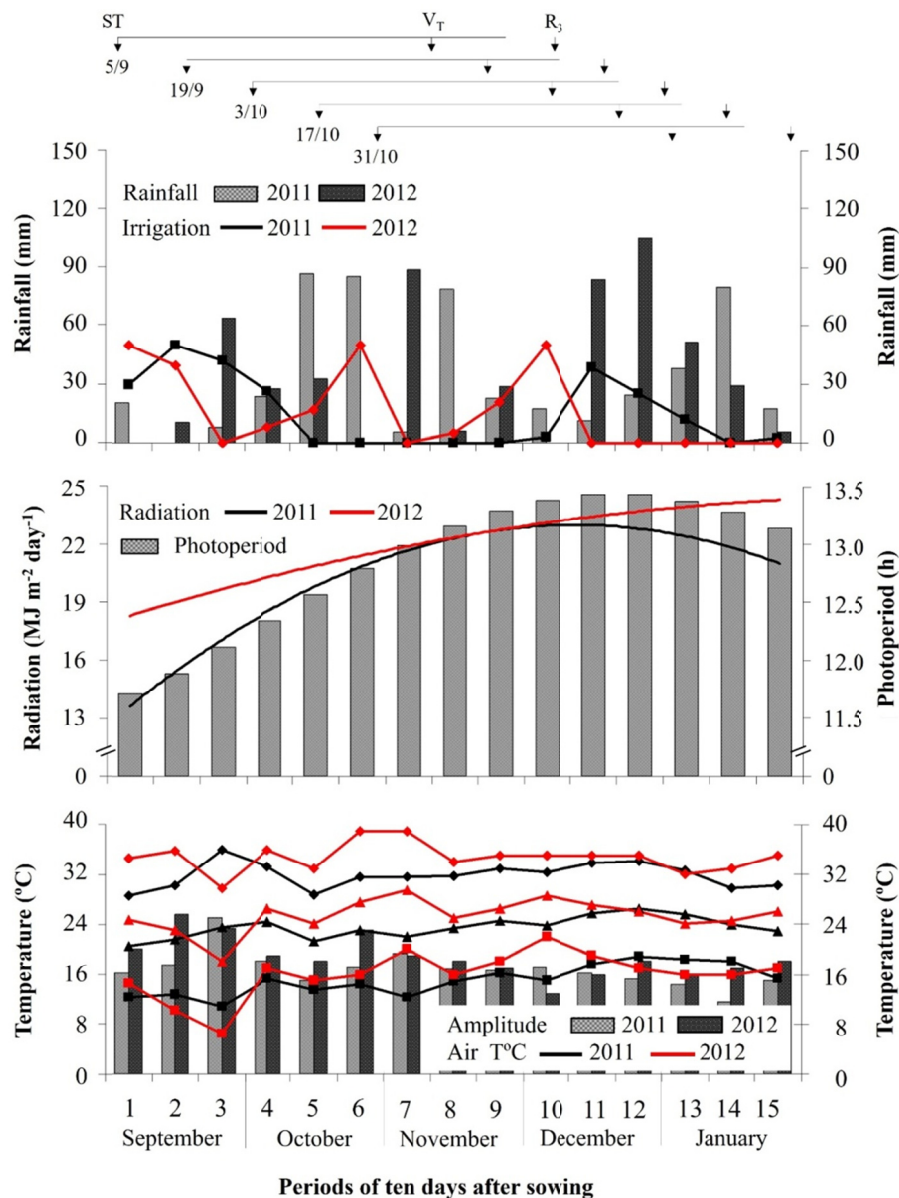 ST V_T R_3
5/9
19/9
3/10
17/10
31/10
150 150
Rainfall 2011 2012
120 120
Irrigation 2011 2012
90 90
60 60
30 30
0 0
Rainfall (mm)
Rainfall (mm)
25 13.5
Radiation 2011 2012
Photoperiod
22 13.0
19 12.5
16 12.0
13 11.5
0 0
Radiation (MJ m⁻² day⁻¹)
Photoperiod (h)
40 40
32 32
24 24
16 16
8 8
0 0
Temperature (ºC)
Temperature (ºC)
Amplitude 2011 2012
Air TºC 2011 2012
1 2 3 4 5 6 7 8 9 10 11 12 13 14 15
September October November December January
Periods of ten days after sowing